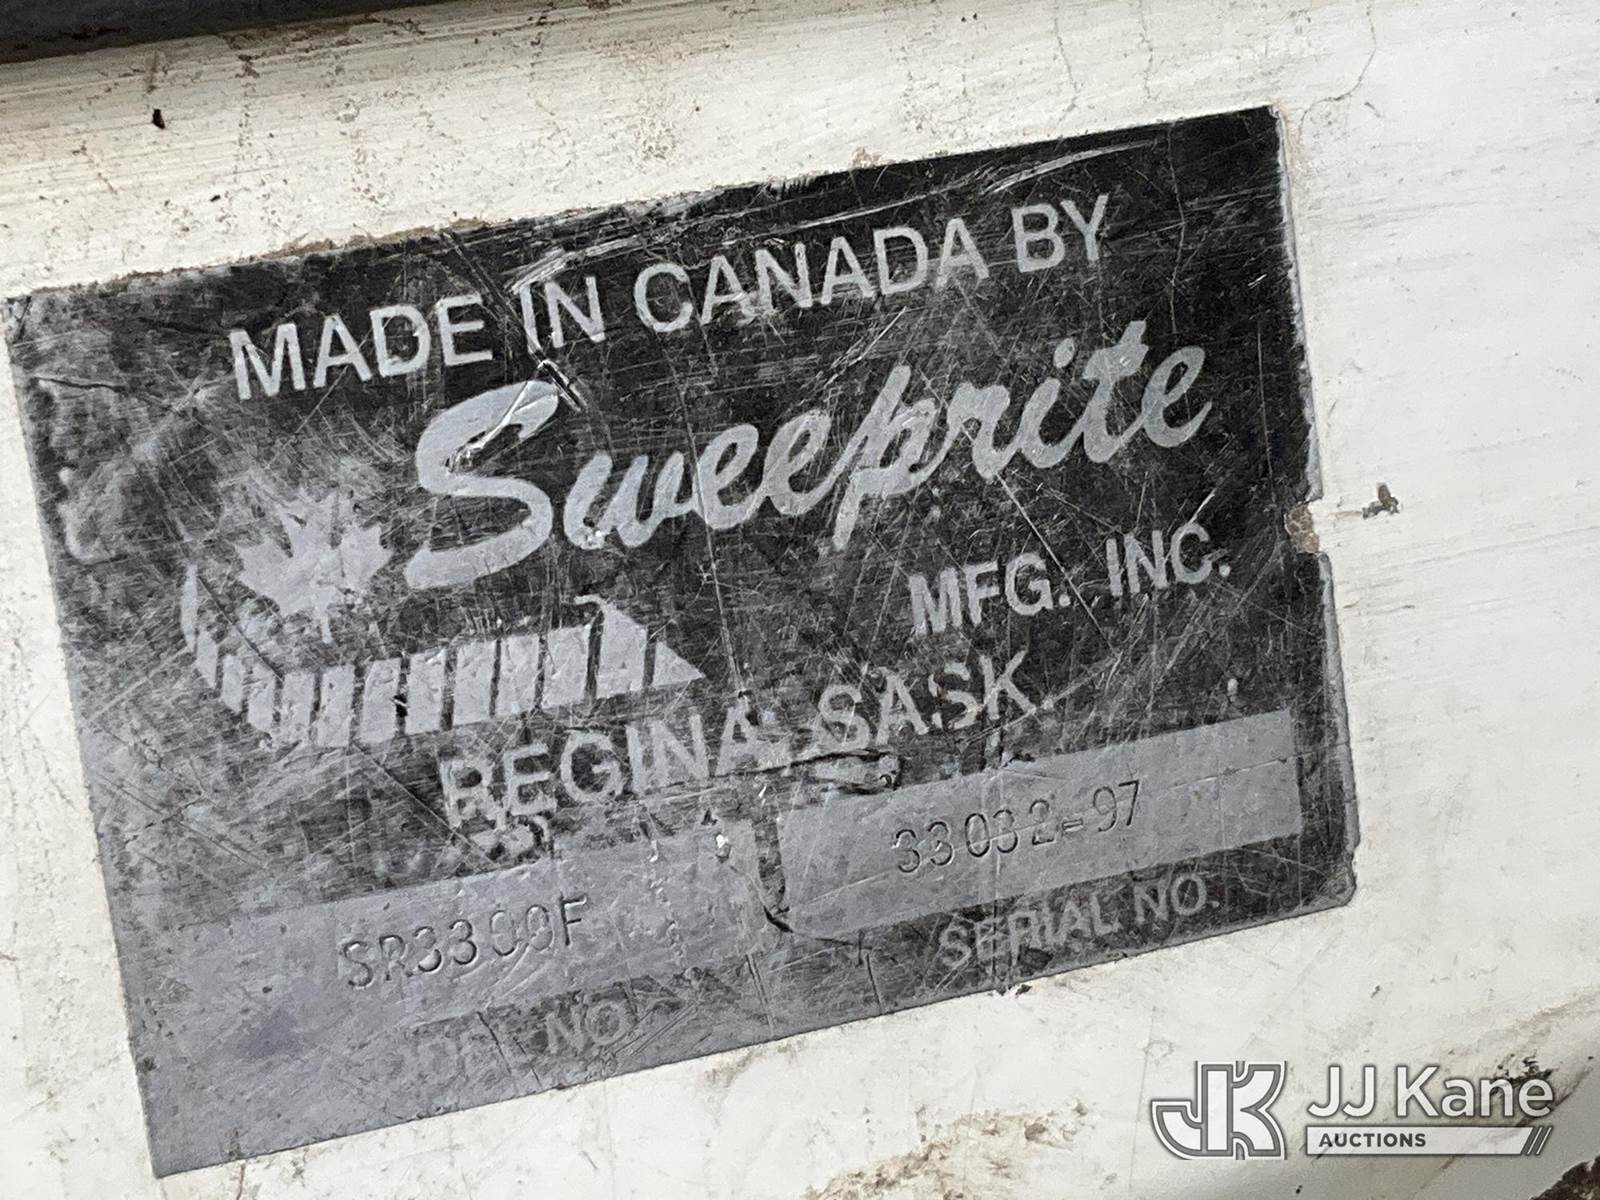 MADE IN CANADA BY
Sweeprite
MFG. INC.
REGINA, SASK.
SR3300F
33032-97
NO.
SERIAL NO.
JJ Kane
AUCTIONS